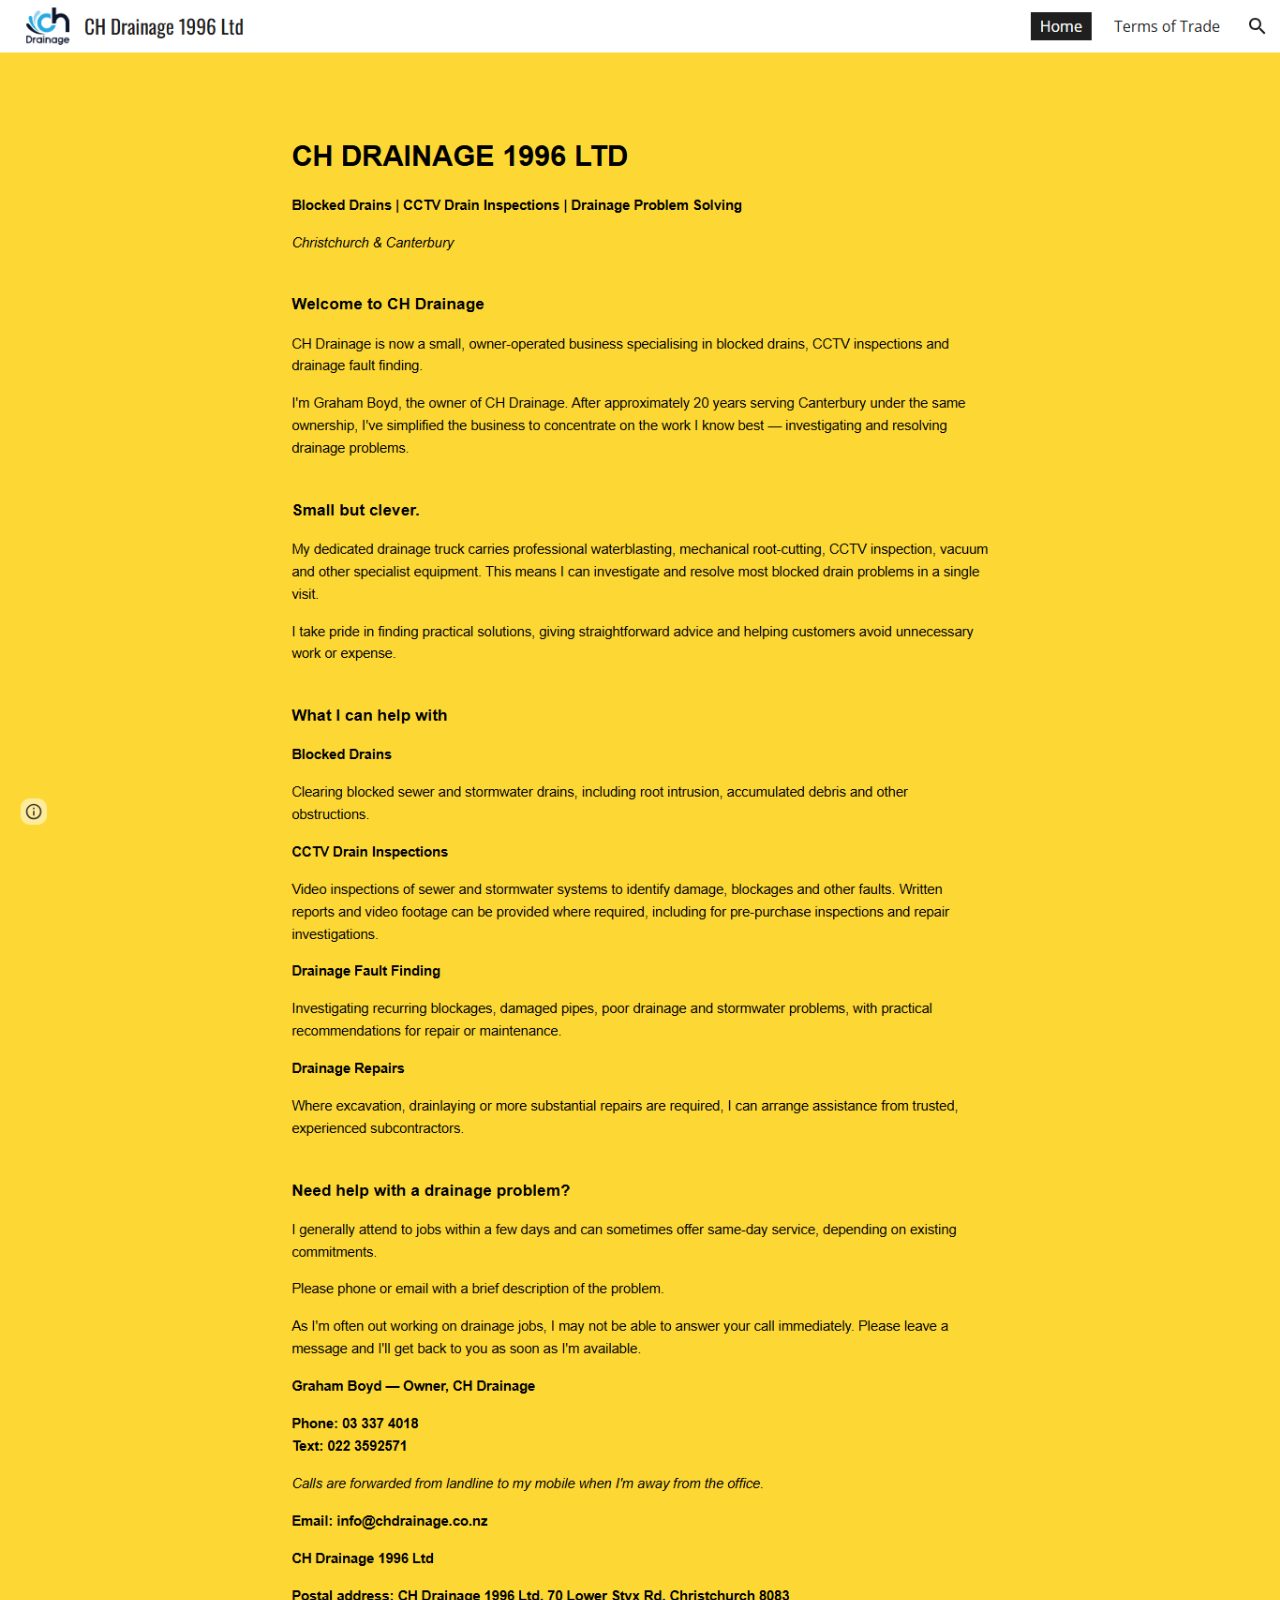 ch
Drainage
CH Drainage 1996 Ltd
Home
Terms of Trade
CH DRAINAGE 1996 LTD
Blocked Drains | CCTV Drain Inspections | Drainage Problem Solving
Christchurch & Canterbury
Welcome to CH Drainage
CH Drainage is now a small, owner-operated business specialising in blocked drains, CCTV inspections and
drainage fault finding.
I'm Graham Boyd, the owner of CH Drainage. After approximately 20 years serving Canterbury under the same
ownership, I've simplified the business to concentrate on the work I know best — investigating and resolving
drainage problems.
Small but clever.
My dedicated drainage truck carries professional waterblasting, mechanical root-cutting, CCTV inspection, vacuum
and other specialist equipment. This means I can investigate and resolve most blocked drain problems in a single
visit.
I take pride in finding practical solutions, giving straightforward advice and helping customers avoid unnecessary
work or expense.
What I can help with
Blocked Drains
Clearing blocked sewer and stormwater drains, including root intrusion, accumulated debris and other
obstructions.
CCTV Drain Inspections
Video inspections of sewer and stormwater systems to identify damage, blockages and other faults. Written
reports and video footage can be provided where required, including for pre-purchase inspections and repair
investigations.
Drainage Fault Finding
Investigating recurring blockages, damaged pipes, poor drainage and stormwater problems, with practical
recommendations for repair or maintenance.
Drainage Repairs
Where excavation, drainlaying or more substantial repairs are required, I can arrange assistance from trusted,
experienced subcontractors.
Need help with a drainage problem?
I generally attend to jobs within a few days and can sometimes offer same-day service, depending on existing
commitments.
Please phone or email with a brief description of the problem.
As I'm often out working on drainage jobs, I may not be able to answer your call immediately. Please leave a
message and I'll get back to you as soon as I'm available.
Graham Boyd — Owner, CH Drainage
Phone: 03 337 4018
Text: 022 3592571
Calls are forwarded from landline to my mobile when I'm away from the office.
Email: info@chdrainage.co.nz
CH Drainage 1996 Ltd
Postal address: CH Drainage 1996 Ltd, 70 Lower Styx Rd, Christchurch 8083